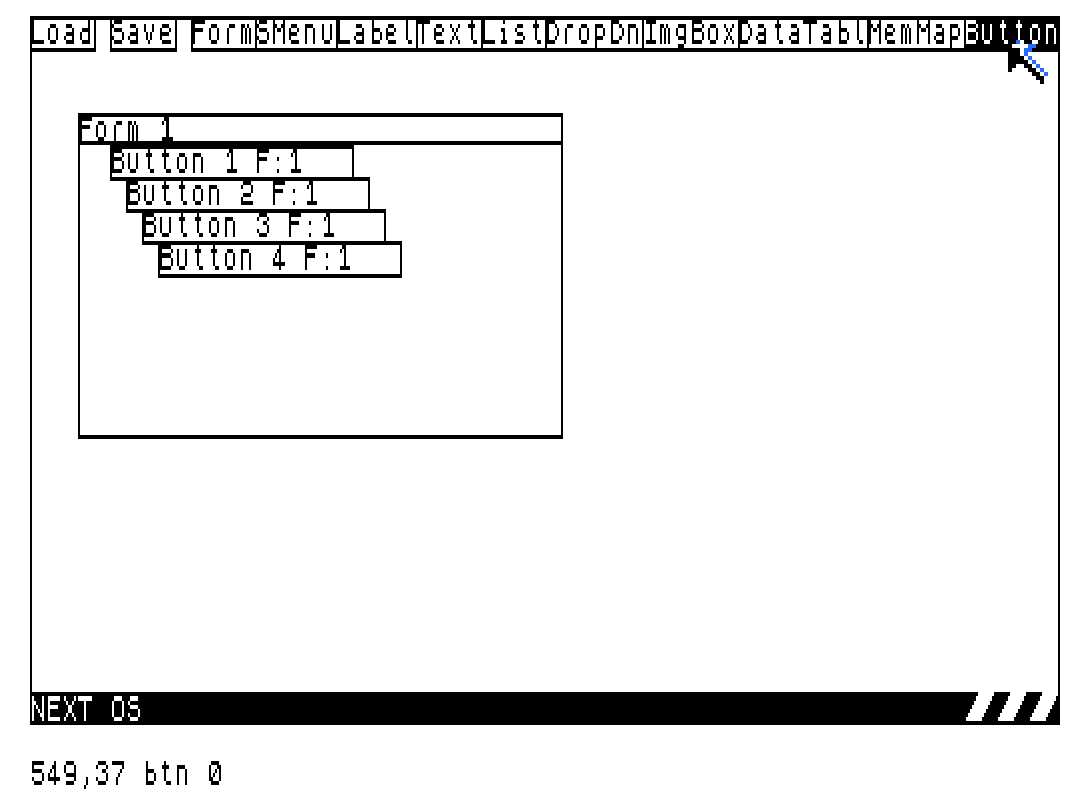 Load Save Form SMenu Label Text List DropDn ImgBox DataTabl MemMap Button
Form 1
Button 1 F:1
Button 2 F:1
Button 3 F:1
Button 4 F:1
NEXT OS
549,37 btn 0